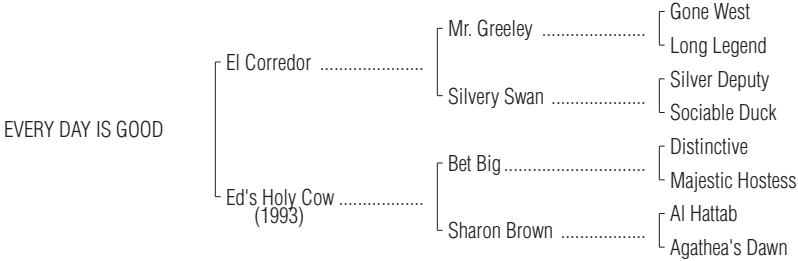 Gone West
Mr. Greeley ......................
Long Legend
El Corredor ......................
Silver Deputy
Silvery Swan ....................
Sociable Duck
EVERY DAY IS GOOD
Distinctive
Bet Big..............................
Majestic Hostess
Ed's Holy Cow ..................
(1993)
Al Hattab
Sharon Brown ..................
Agathea's Dawn